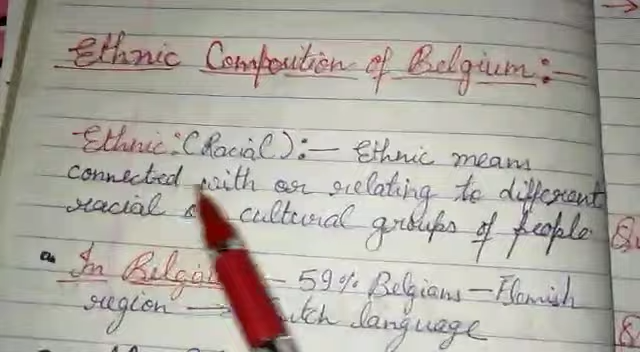 Ethnic Composition of Belgium:-
Ethnic:(Racial):- Ethnic means
connected with or relating to different
racial cultural groups of people
In - 59% Belgians - Flemish
region → language